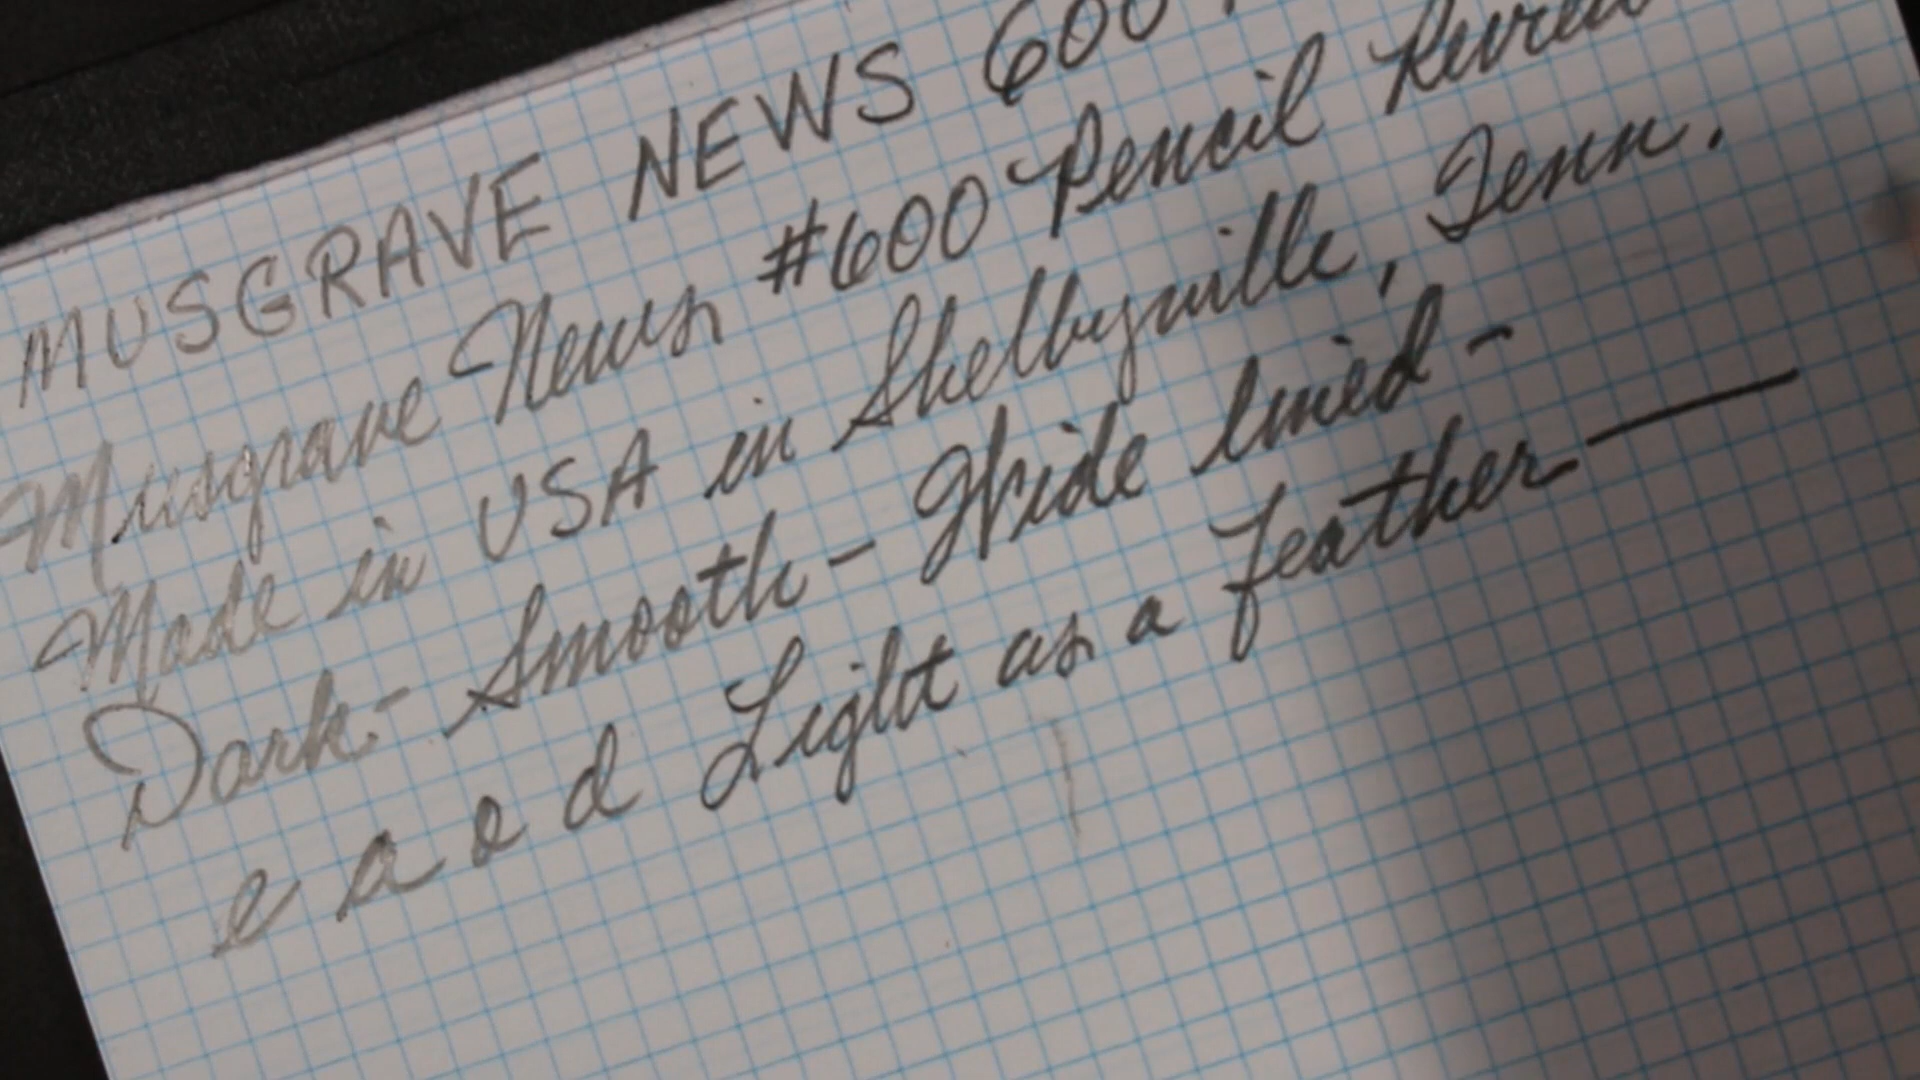 MUSGRAVE NEWS 600
Musgrave News #600 Pencil Review
Made in USA in Shelbyville, Tenn.
Dark - Smooth - Wide lined -
e a o d Light as a feather —